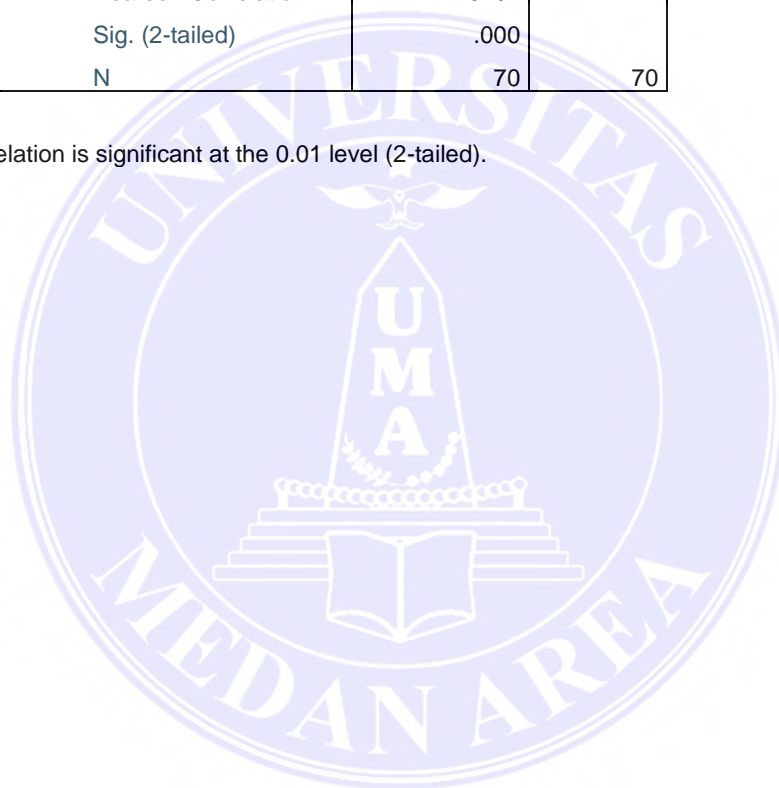 Sig. (2-tailed) .000
N 70 70
is significant at the 0.01 level (2-tailed).
UNIVERSITAS
UMA
MEDAN AREA